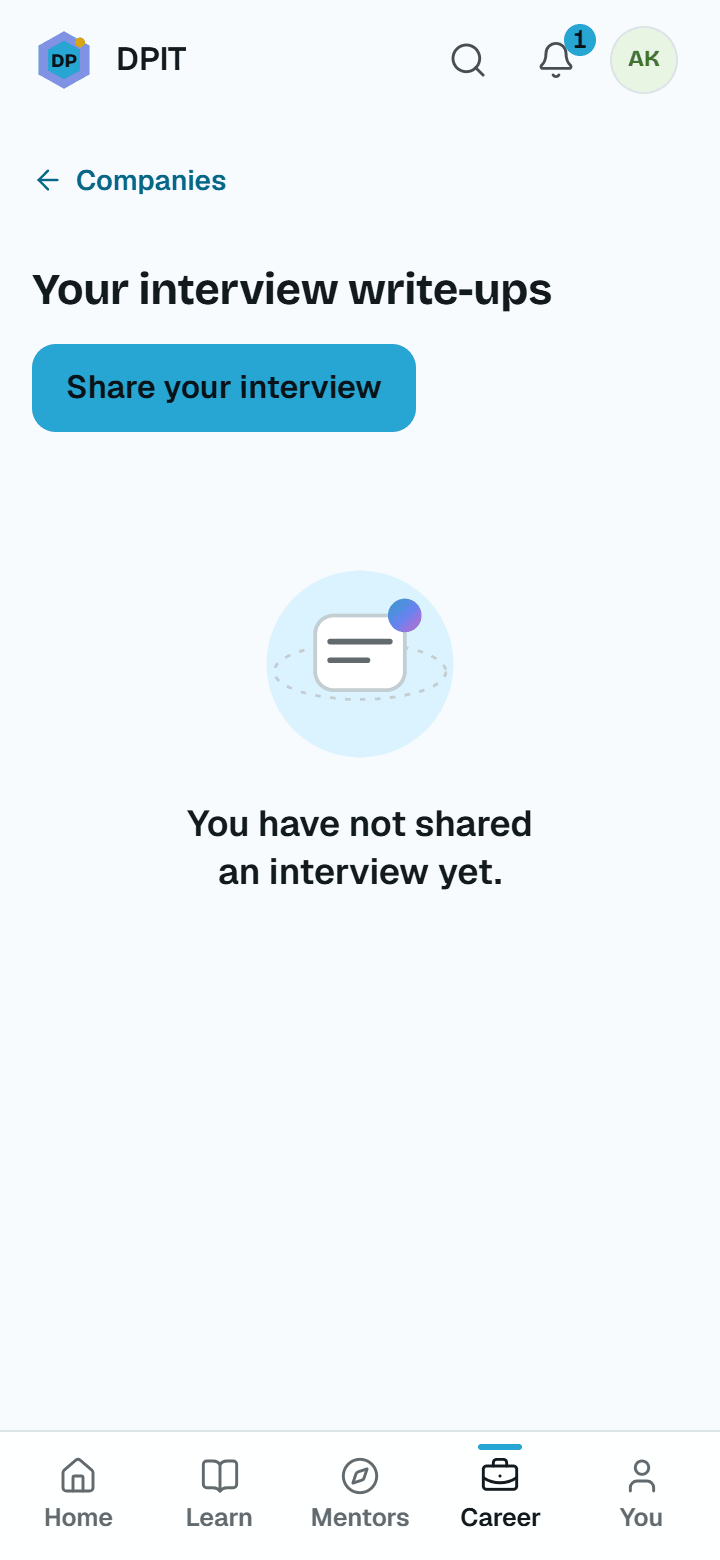 DP
DPIT
1
AK
Companies
Your interview write-ups
Share your interview
You have not shared
an interview yet.
Home
Learn
Mentors
Career
You